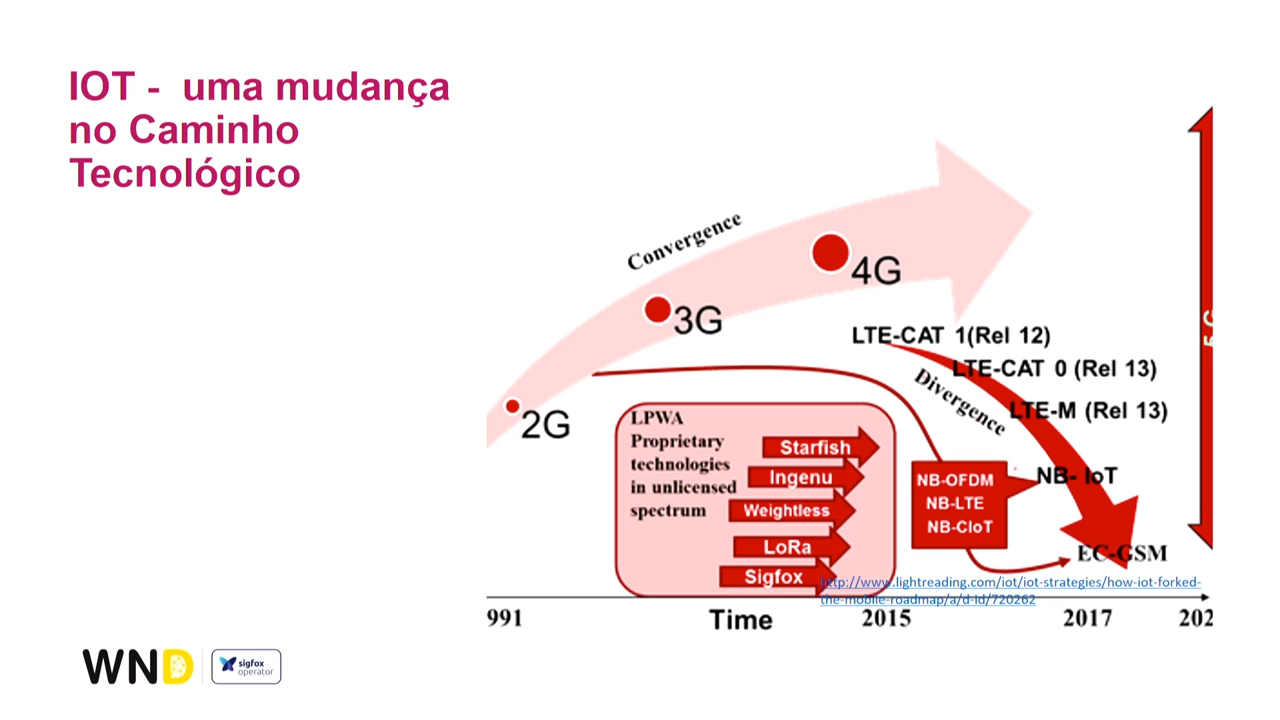 IOT -  uma mudança
no Caminho
Tecnológico
Convergence
4G
3G
2G
LTE-CAT 1(Rel 12)
LTE-CAT 0 (Rel 13)
Divergence
LTE-M (Rel 13)
LPWA
Proprietary
technologies
in unlicensed
spectrum
Starfish
Ingenu
Weightless
LoRa
Sigfox
NB-OFDM
NB-LTE
NB-CIoT
NB- IoT
EC-GSM
5 G
http://www.lightreading.com/iot/iot-strategies/how-iot-forked-
the-mobile-roadmap/a/d-id/720262
991 Time 2015 2017 202
WND sigfox
operator